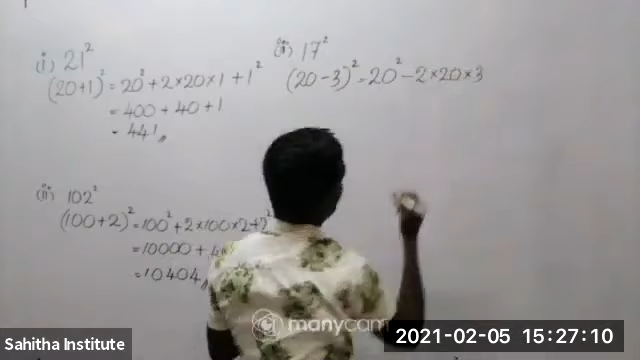 (i) 21²
(20+1)² = 20² + 2×20×1 + 1²
= 400 + 40 + 1
= 441,,
(ii) 102²
(100+2)² = 100² + 2×100×2+2²
= 10000 + 4
= 10404,,
(iii) 17²
(20-3)² = 20² - 2×20×3
manycam
Sahitha Institute
2021-02-05 15:27:10